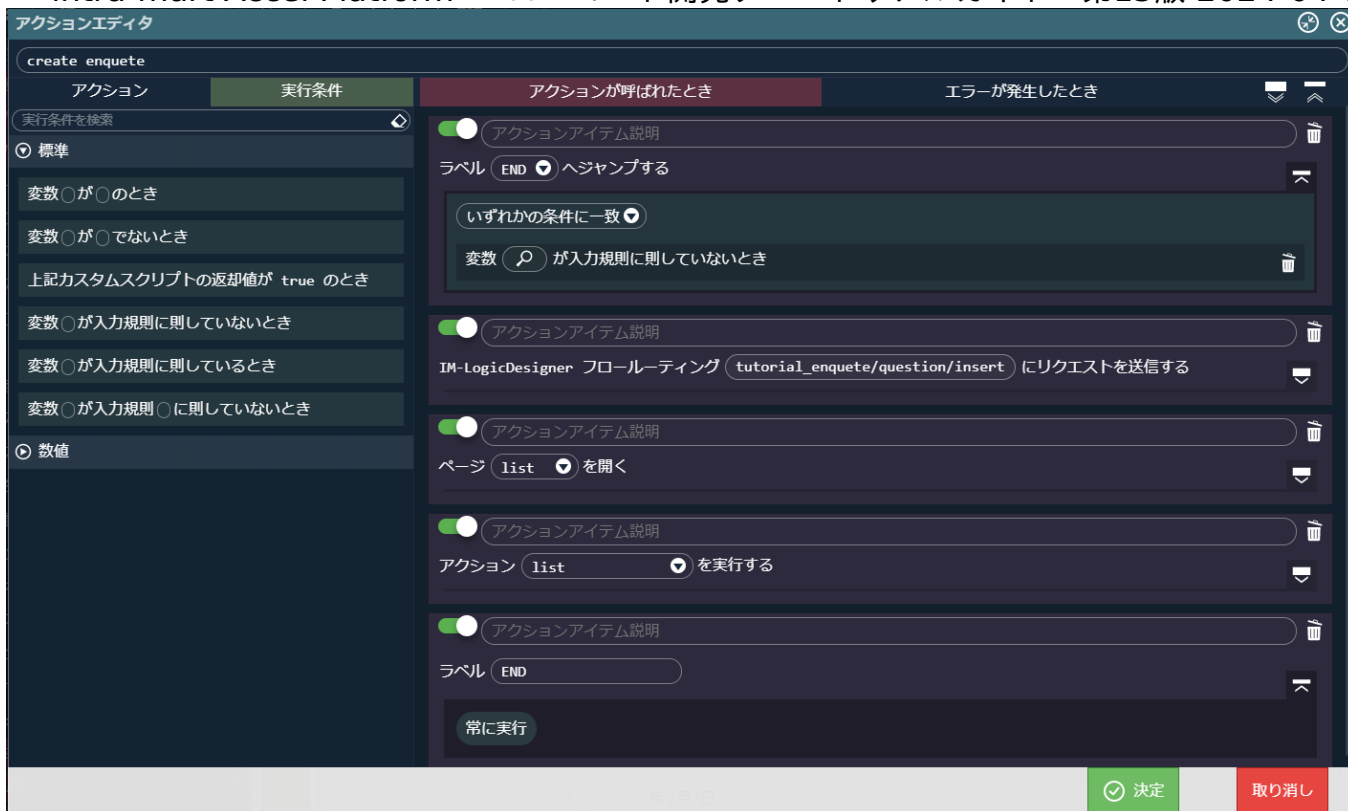 アクションエディタ
create enquete
アクション
実行条件
アクションが呼ばれたとき
エラーが発生したとき
実行条件を検索
標準
変数○が○のとき
変数○が○でないとき
上記カスタムスクリプトの返却値が true のとき
変数○が入力規則に則していないとき
変数○が入力規則に則しているとき
変数○が入力規則○に則していないとき
数値
アクションアイテム説明
ラベル END へジャンプする
いずれかの条件に一致
変数 が入力規則に則していないとき
アクションアイテム説明
IM-LogicDesigner フロールーティング tutorial_enquete/question/insert にリクエストを送信する
アクションアイテム説明
ページ list を開く
アクションアイテム説明
アクション list を実行する
アクションアイテム説明
ラベル END
常に実行
決定
取り消し